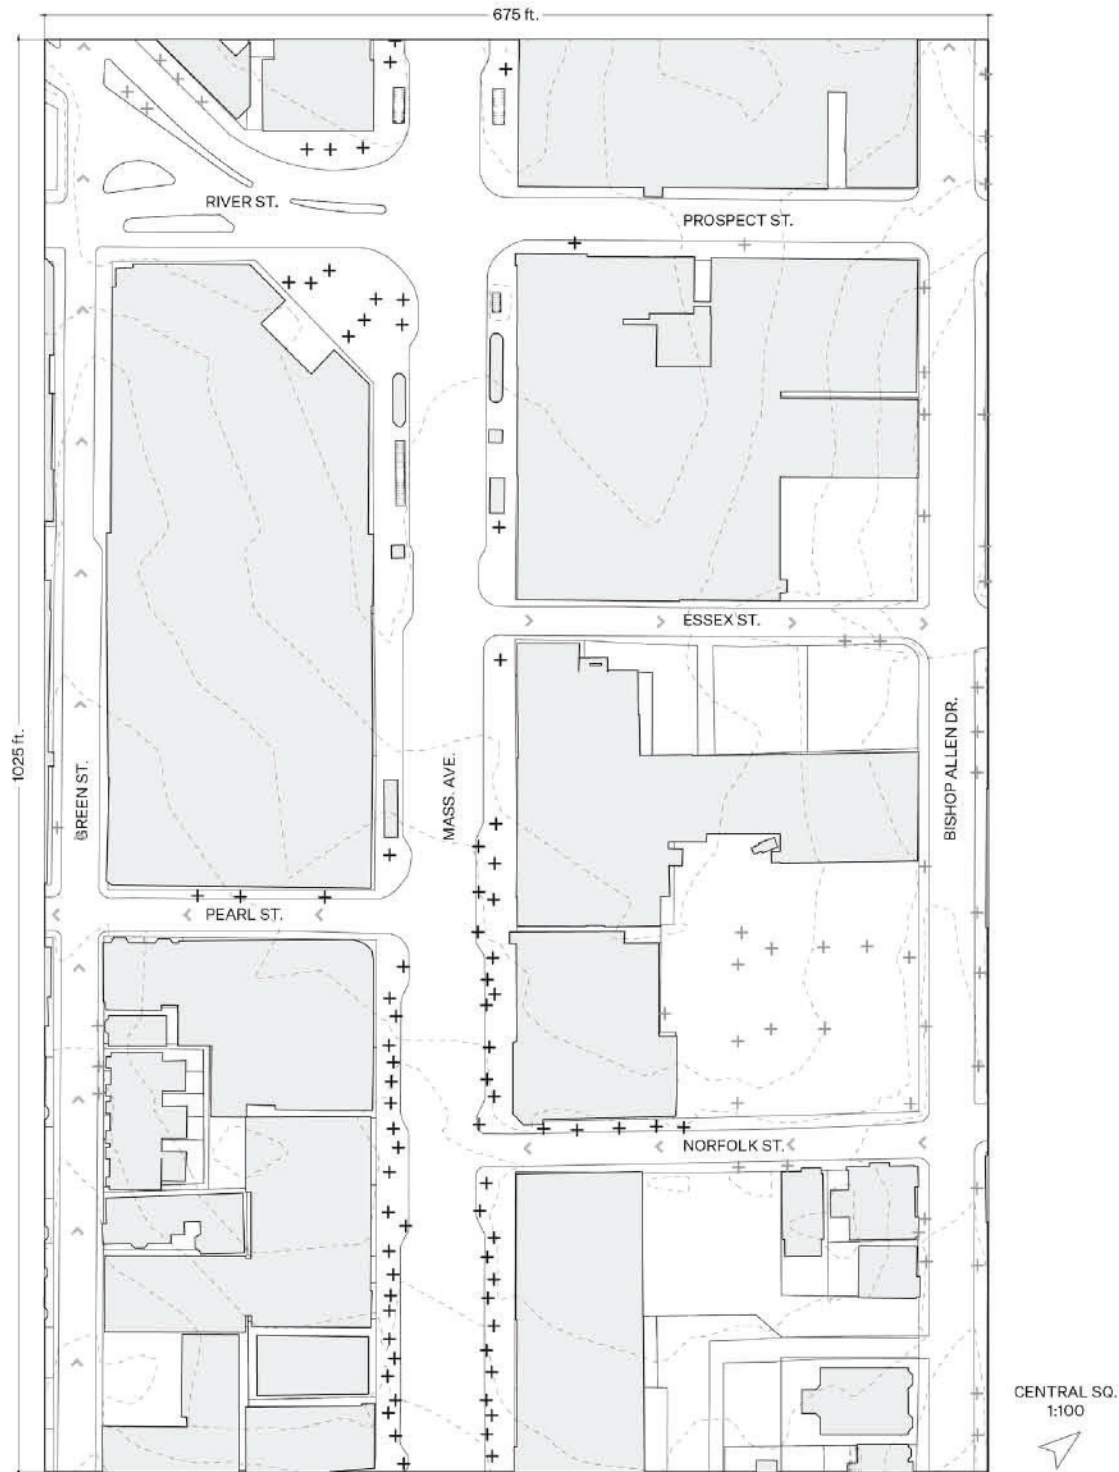 675 ft.
RIVER ST.
PROSPECT ST.
ESSEX ST.
1025 ft.
GREEN ST.
MASS. AVE.
BISHOP ALLEN DR.
PEARL ST.
NORFOLK ST.
CENTRAL SQ.
1:100